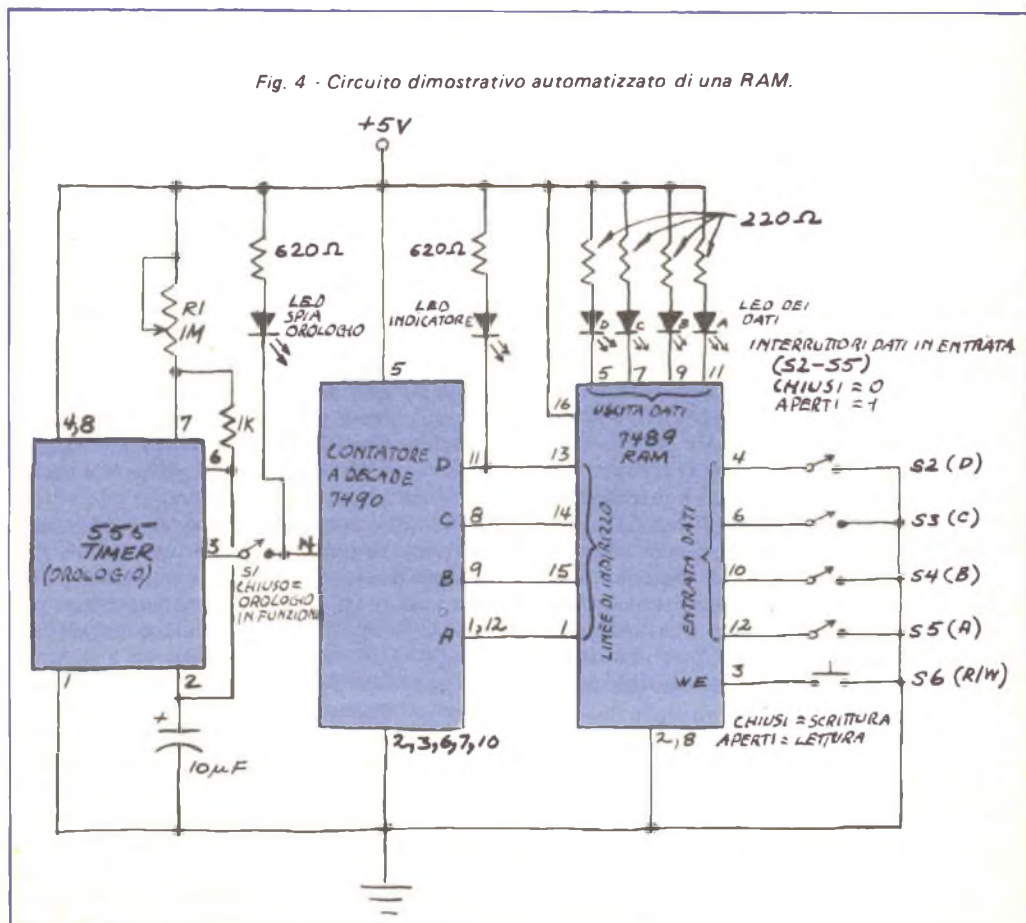 Fig. 4 - Circuito dimostrativo automatizzato di una RAM.
+5V
620Ω
620Ω
220Ω
R1
1M
LED
SPIA
OROLOGIO
LED
INDICATORE
D
C
B
A
LED DEI
DATI
INTERRUTTORI DATI IN ENTRATA
(S2-S5)
CHIUSI = 0
APERTI = 1
1K
5
5
7
9
11
16
USCITA DATI
7489
RAM
4,8
7
6
555
TIMER
(OROLOGIO)
3
S1
CHIUSO =
OROLOGIO
IN FUNZIONE
14
CONTATORE
A DECADE
7490
D
11
13
C
8
14
B
9
15
A
1,12
1
LINEE DI INDIRIZZO
ENTRATA DATI
4
S2 (D)
6
S3 (C)
10
S4 (B)
12
S5 (A)
WE
3
S6 (R/W)
CHIUSI = SCRITTURA
APERTI = LETTURA
1
2
+
10µF
2,3,6,7,10
2,8